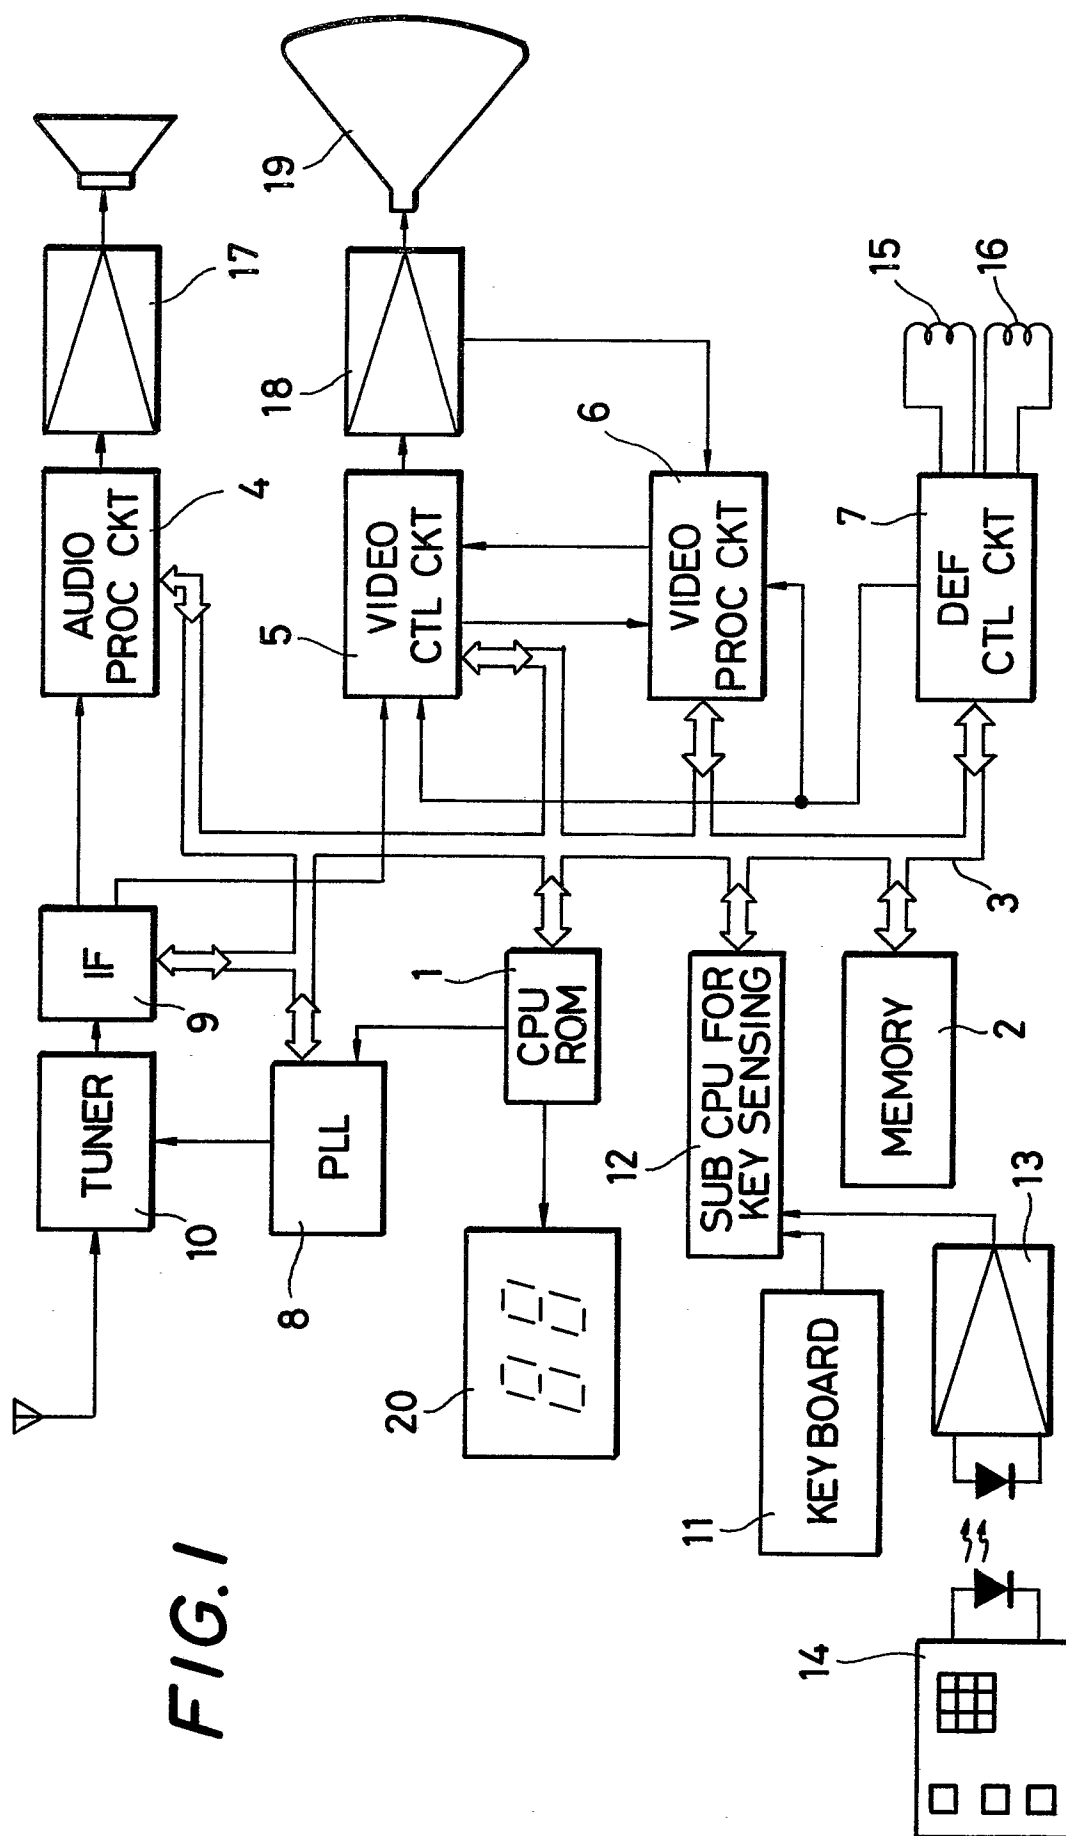 FIG. 1
TUNER
10
IF
9
AUDIO
PROC CKT
4
17
PLL
8
VIDEO
CTL CKT
5
18
19
20
CPU
ROM
1
VIDEO
PROC CKT
6
SUB CPU FOR
KEY SENSING
12
KEYBOARD
11
MEMORY
2
3
DEF
CTL CKT
7
15
16
13
14